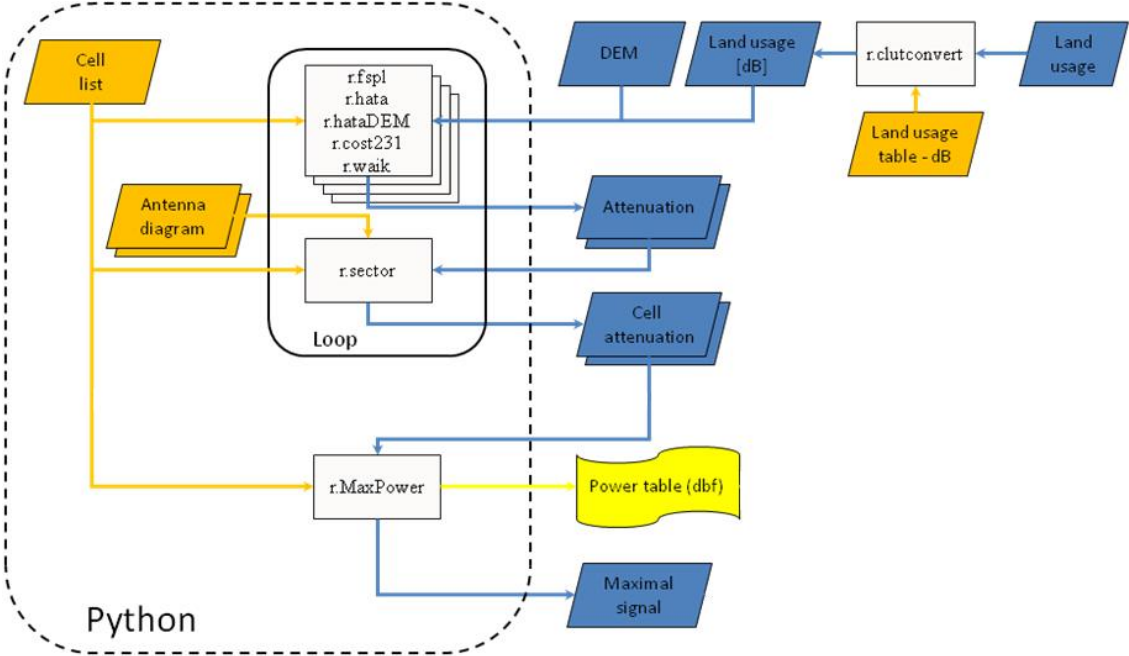 Cell
list
r.fspl
r.hata
r.hataDEM
r.cost231
r.waik
DEM
Land usage
[dB]
r.clutconvert
Land
usage
Land usage
table - dB
Antenna
diagram
Attenuation
r.sector
Loop
Cell
attenuation
r.MaxPower
Power table (dbf)
Maximal
signal
Python